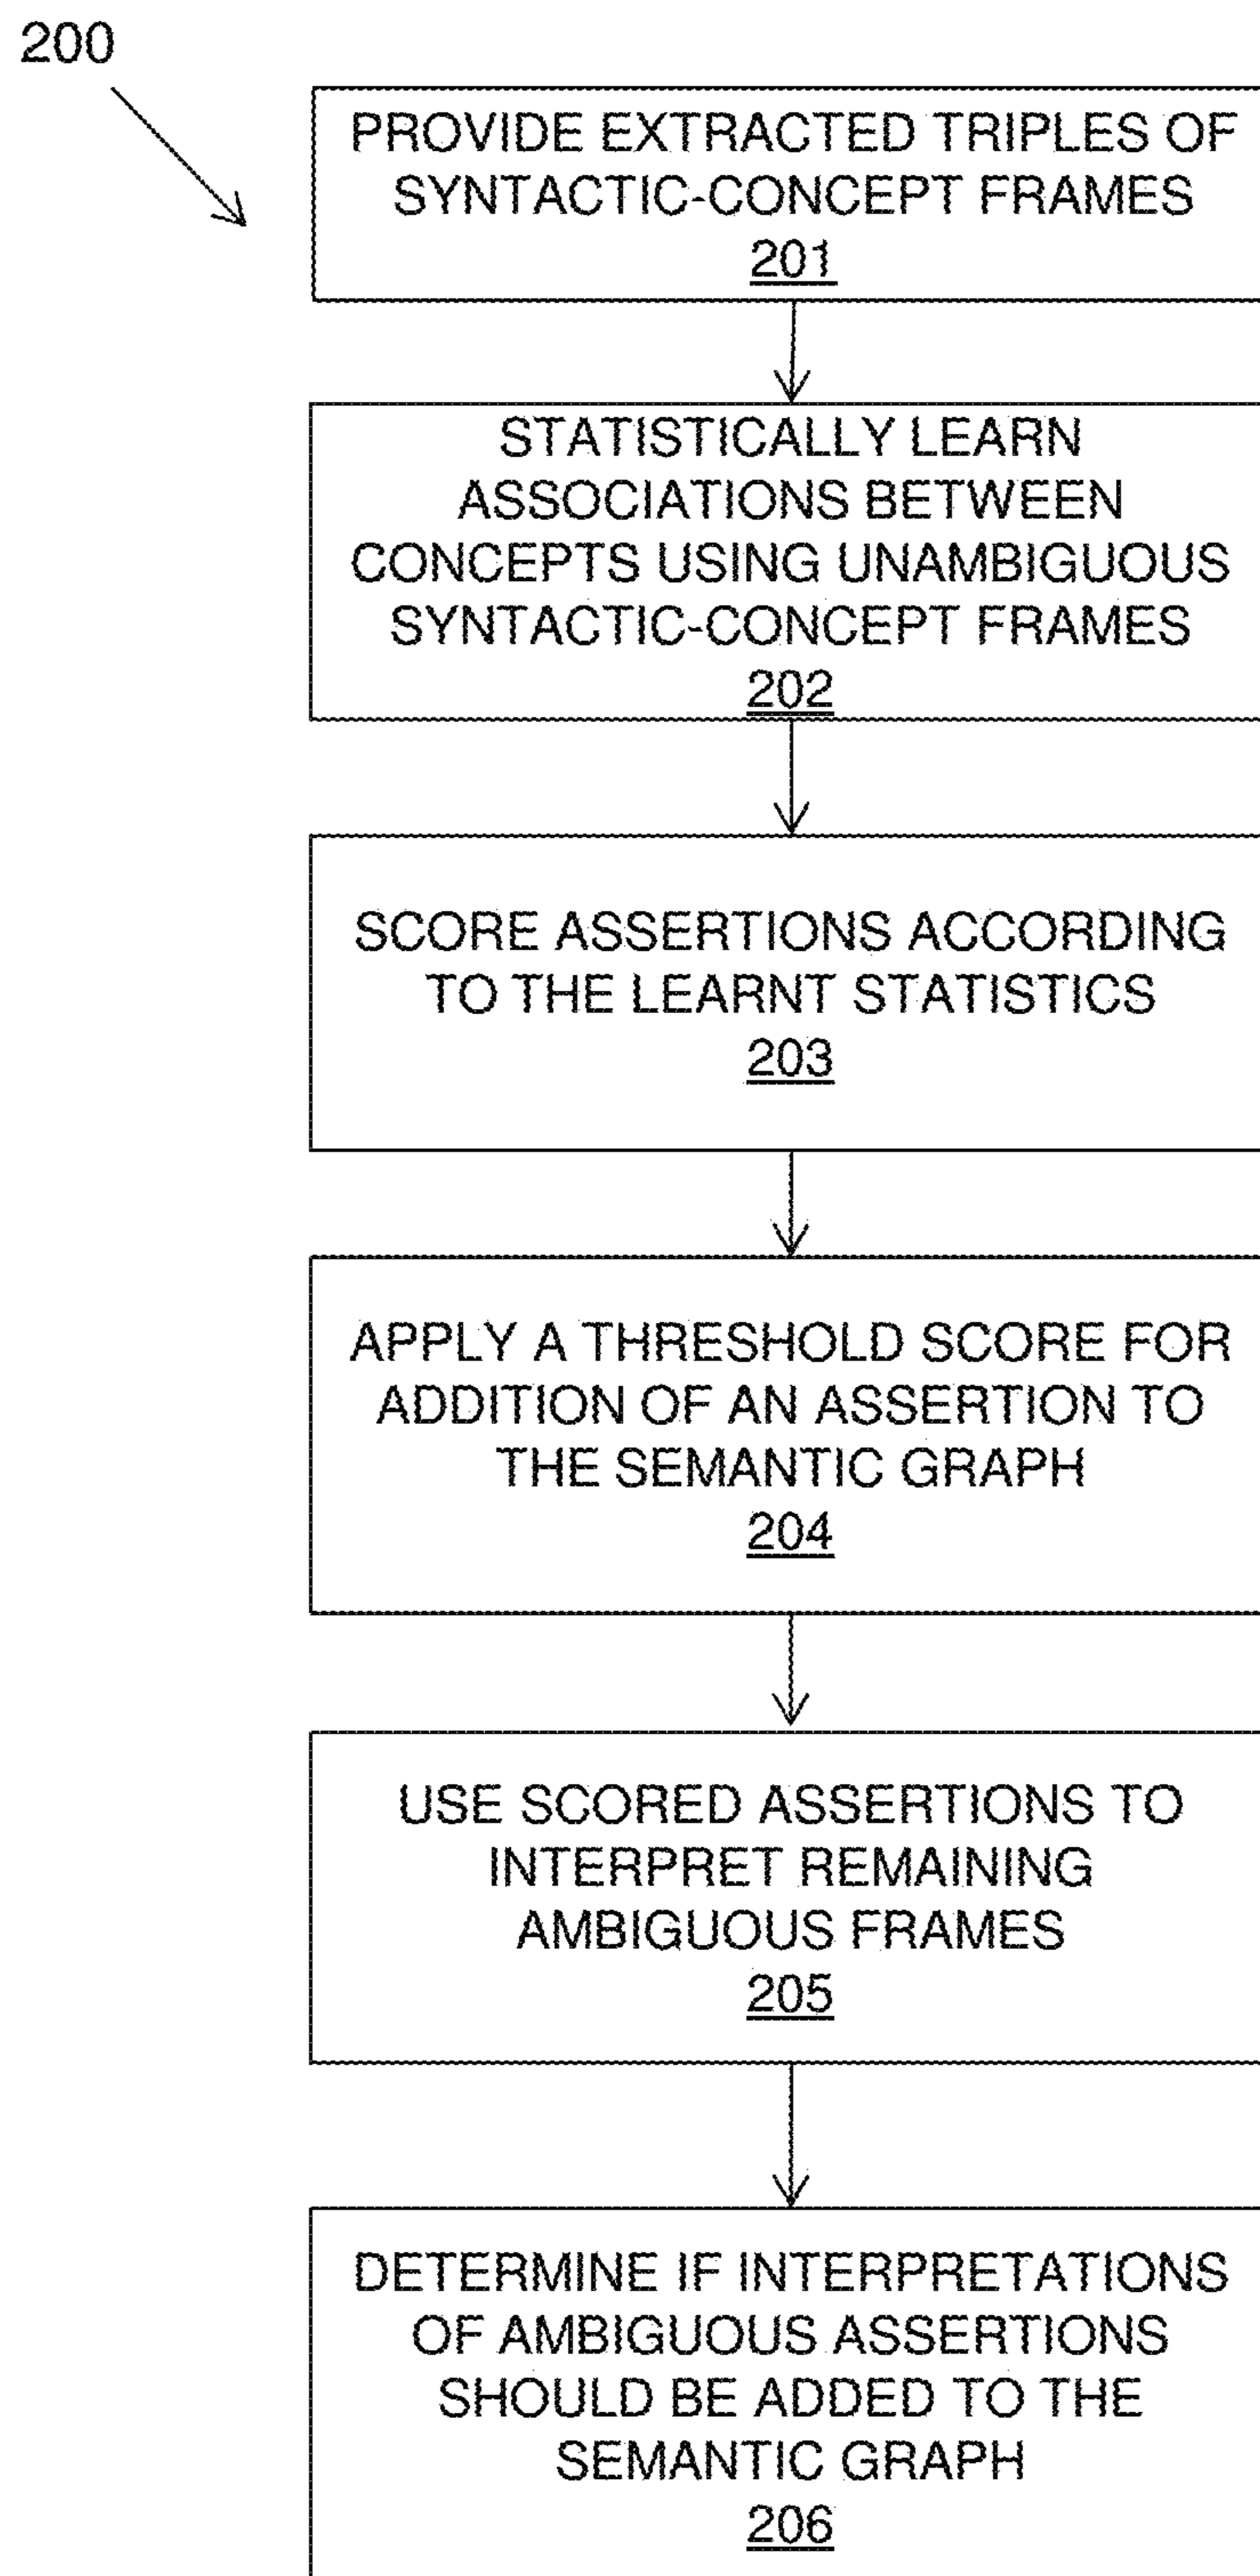 200
PROVIDE EXTRACTED TRIPLES OF
SYNTACTIC-CONCEPT FRAMES
201
STATISTICALLY LEARN
ASSOCIATIONS BETWEEN
CONCEPTS USING UNAMBIGUOUS
SYNTACTIC-CONCEPT FRAMES
202
SCORE ASSERTIONS ACCORDING
TO THE LEARNT STATISTICS
203
APPLY A THRESHOLD SCORE FOR
ADDITION OF AN ASSERTION TO
THE SEMANTIC GRAPH
204
USE SCORED ASSERTIONS TO
INTERPRET REMAINING
AMBIGUOUS FRAMES
205
DETERMINE IF INTERPRETATIONS
OF AMBIGUOUS ASSERTIONS
SHOULD BE ADDED TO THE
SEMANTIC GRAPH
206